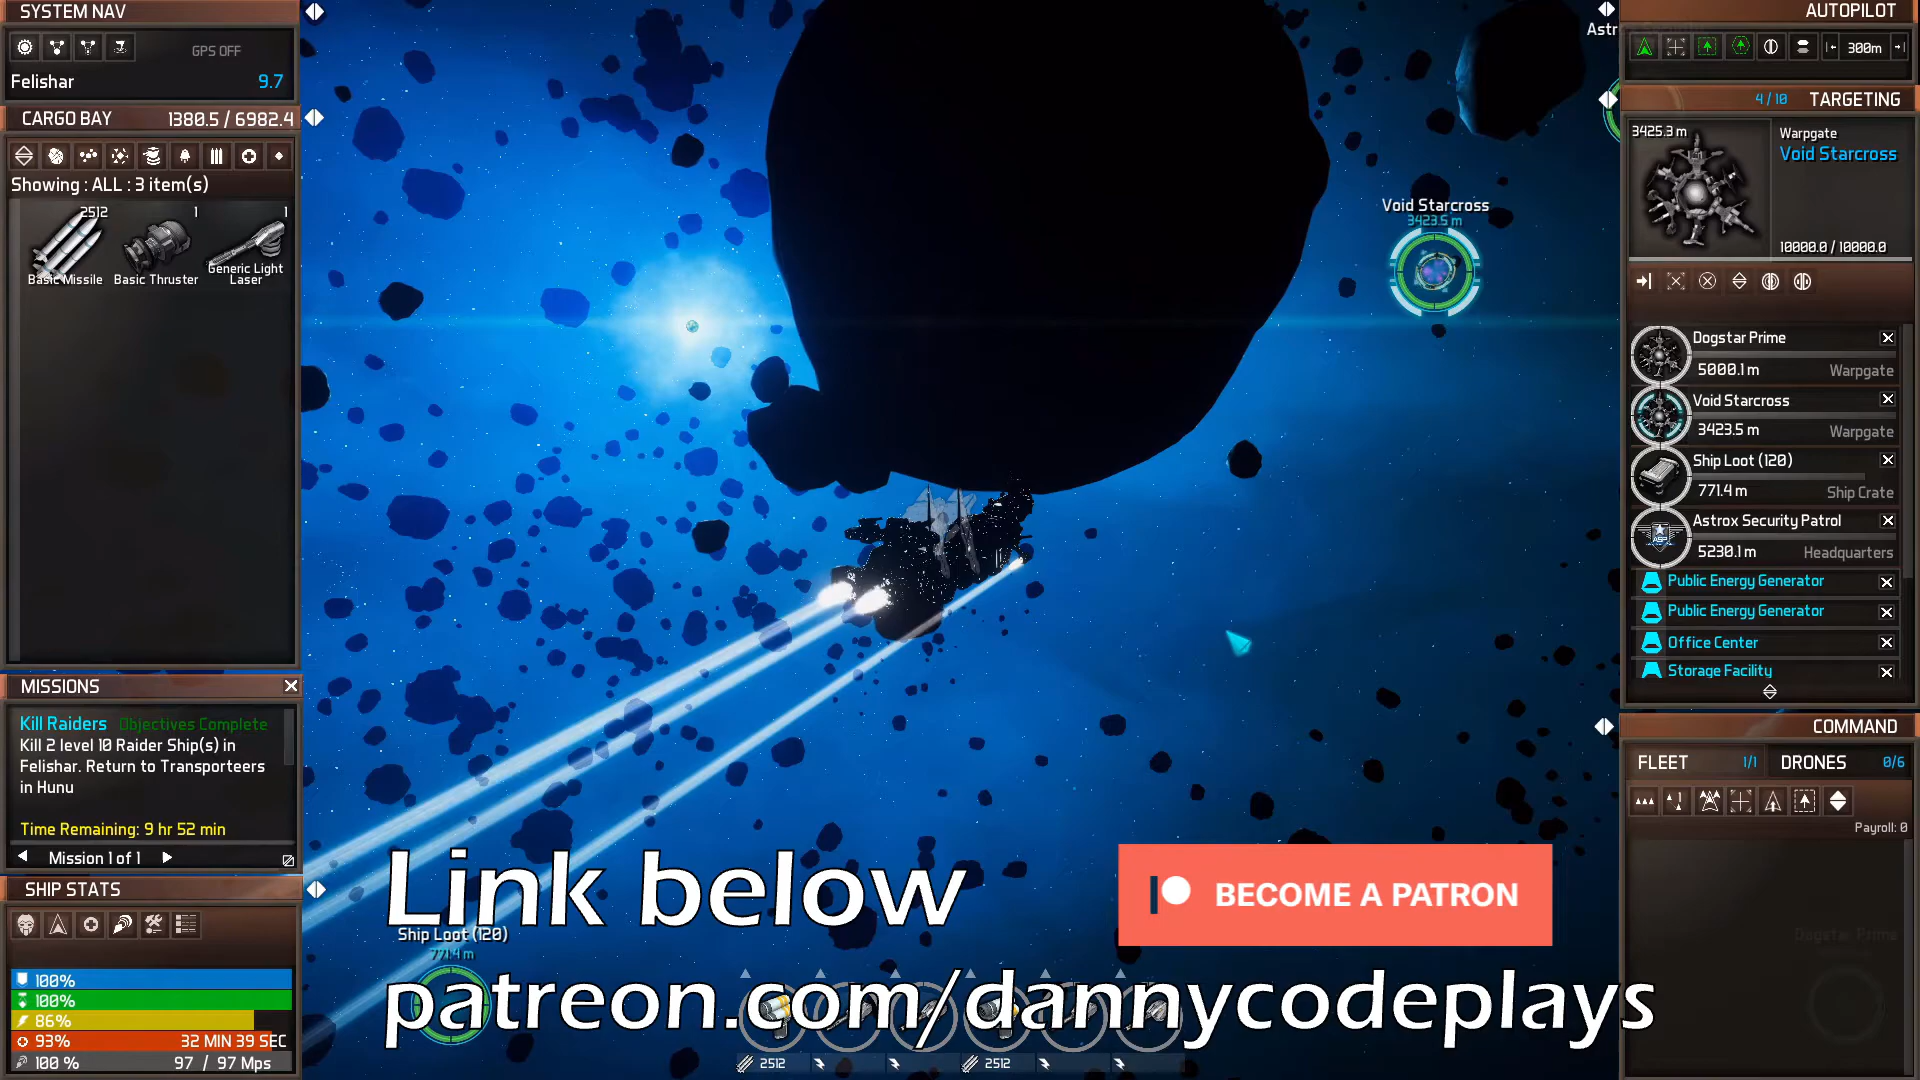 SYSTEM NAV
GPS OFF
Felishar 9.7
CARGO BAY 1380.5 / 6982.4
Showing : ALL : 3 item(s)
2512 1 1
Basic Missile
Basic Thruster
Generic Light
Laser
MISSIONS
Kill Raiders Objectives Complete
Kill 2 level 10 Raider Ship(s) in
Felishar. Return to Transporteers
in Hunu
Time Remaining: 9 hr 52 min
Mission 1 of 1
SHIP STATS
100%
100%
86%
93% 32 MIN 39 SEC
100 % 97 / 97 Mps
Astr
Void Starcross
3423.5 m
Link below
Ship Loot (120)
771.4 m
BECOME A PATRON
patreon.com/dannycodeplays
2512
2512
AUTOPILOT
300m
4 / 10 TARGETING
3425.3 m
Warpgate
Void Starcross
10000.0 / 10000.0
Dogstar Prime
5000.1 m Warpgate
Void Starcross
3423.5 m Warpgate
Ship Loot (120)
771.4 m Ship Crate
Astrox Security Patrol
ASP
5230.1 m Headquarters
Public Energy Generator
Public Energy Generator
Office Center
Storage Facility
COMMAND
FLEET 1/1 DRONES 0/6
Payroll: 0
Dogstar Prime